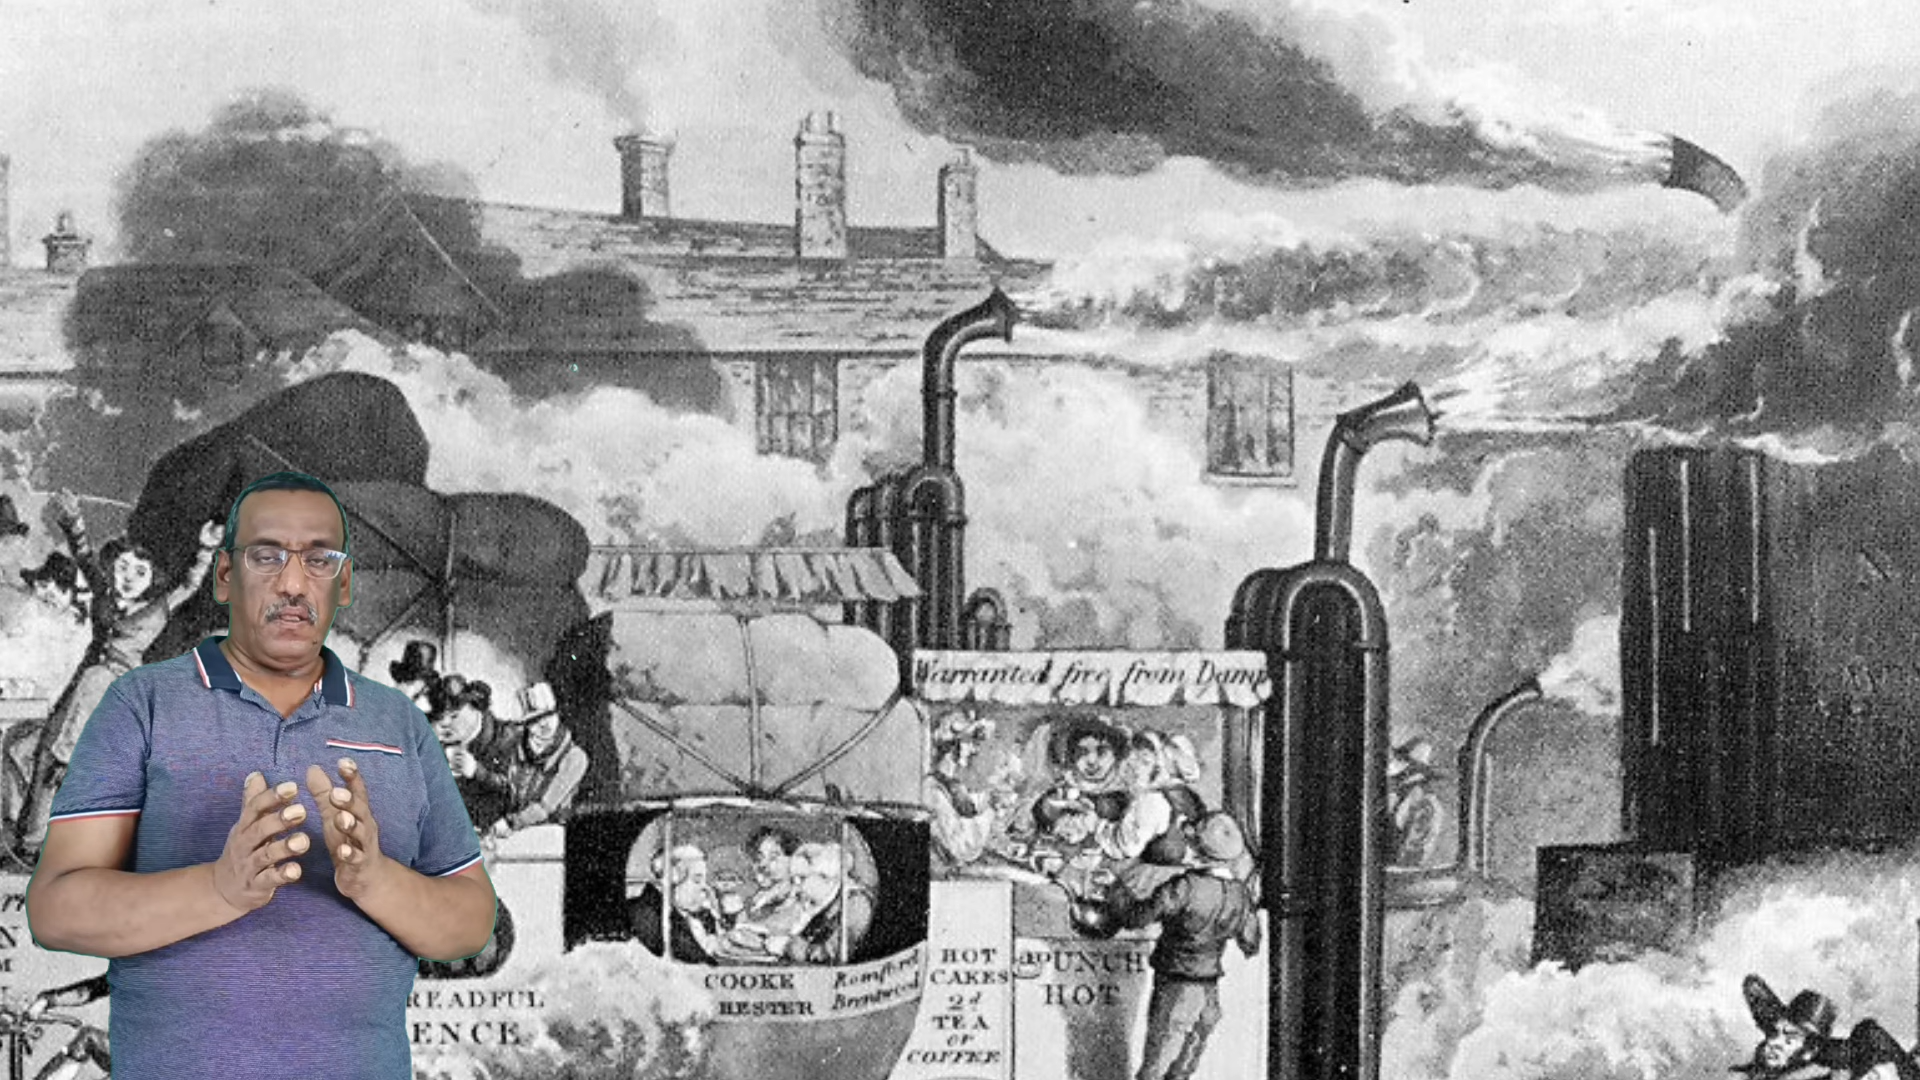 Warranted free from Damp
COOKE
HESTER
Romford
Brentwood
HOT
CAKES
2d
TEA
or
COFFEE
PUNCH
HOT
READFUL
ENCE